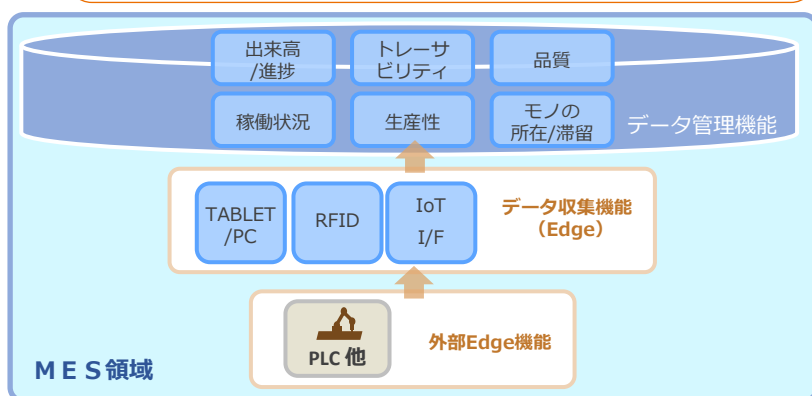 出来高
/進捗
トレーサ
ビリティ
品質
稼働状況
生産性
モノの
所在/滞留
データ管理機能
TABLET
/PC
RFID
IoT
I/F
データ収集機能
（Edge）
PLC 他
外部Edge機能
ＭＥＳ領域